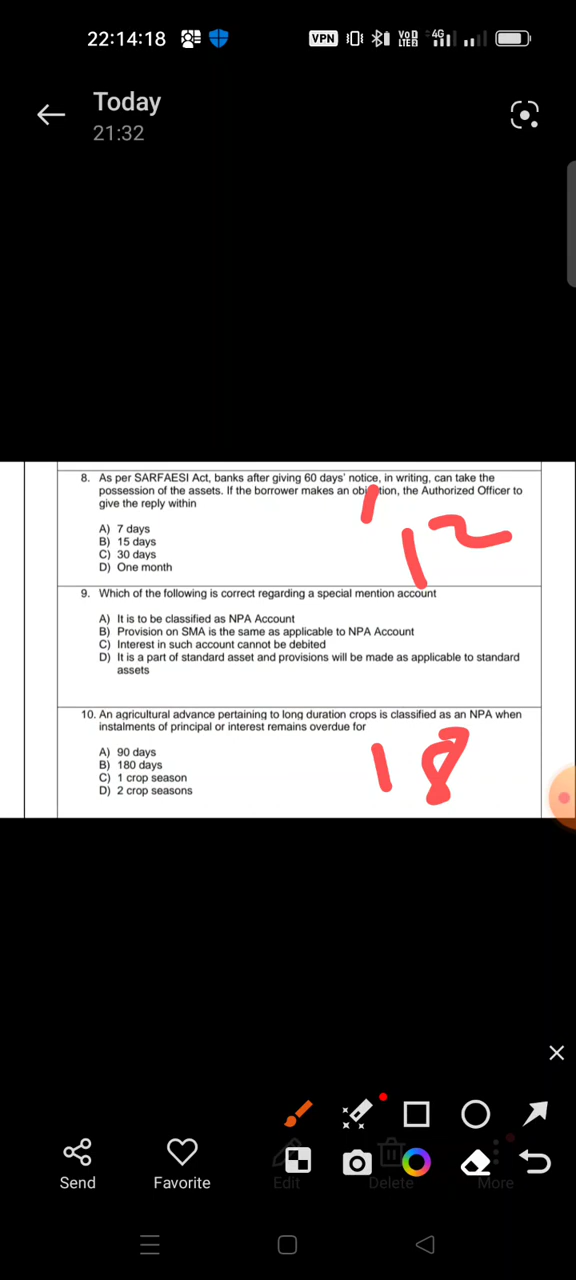 22:14:18 VPN VoD LTE2 4G
Today
21:32
8. As per SARFAESI Act, banks after giving 60 days' notice, in writing, can take the
possession of the assets. If the borrower makes an tion, the Authorized Officer to
give the reply within
A) 7 days
B) 15 days
C) 30 days
D) One month
1
12
9. Which of the following is correct regarding a special mention account
A) It is to be classified as NPA Account
B) Provision on SMA is the same as applicable to NPA Account
C) Interest in such account cannot be debited
D) It is a part of standard asset and provisions will be made as applicable to standard
assets
10. An agricultural advance pertaining to long duration crops is classified as an NPA when
instalments of principal or interest remains overdue for
A) 90 days
B) 180 days
C) 1 crop season
D) 2 crop seasons
18
Send Favorite Edit Delete More